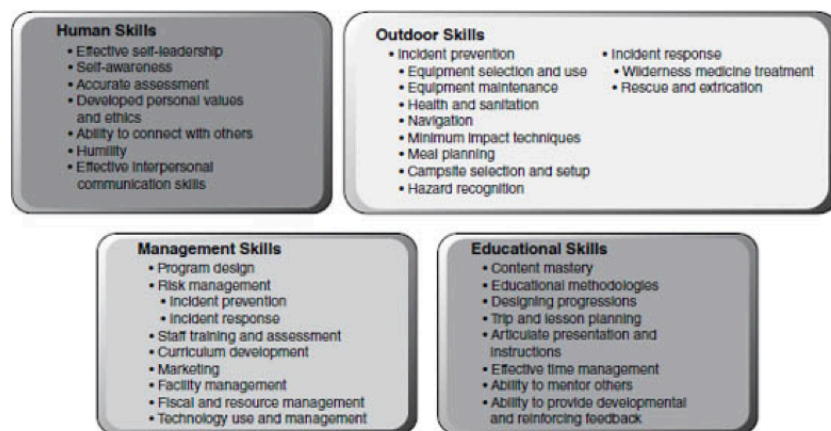 Human Skills
• Effective self-leadership
• Self-awareness
• Accurate assessment
• Developed personal values
and ethics
• Ability to connect with others
• Humility
• Effective interpersonal
communication skills
Outdoor Skills
• Incident prevention
• Equipment selection and use
• Equipment maintenance
• Health and sanitation
• Navigation
• Minimum impact techniques
• Meal planning
• Campsite selection and setup
• Hazard recognition
• Incident response
• Wilderness medicine treatment
• Rescue and extrication
Management Skills
• Program design
• Risk management
• Incident prevention
• Incident response
• Staff training and assessment
• Curriculum development
• Marketing
• Facility management
• Fiscal and resource management
• Technology use and management
Educational Skills
• Content mastery
• Educational methodologies
• Designing progressions
• Trip and lesson planning
• Articulate presentation and
instructions
• Effective time management
• Ability to mentor others
• Ability to provide developmental
and reinforcing feedback